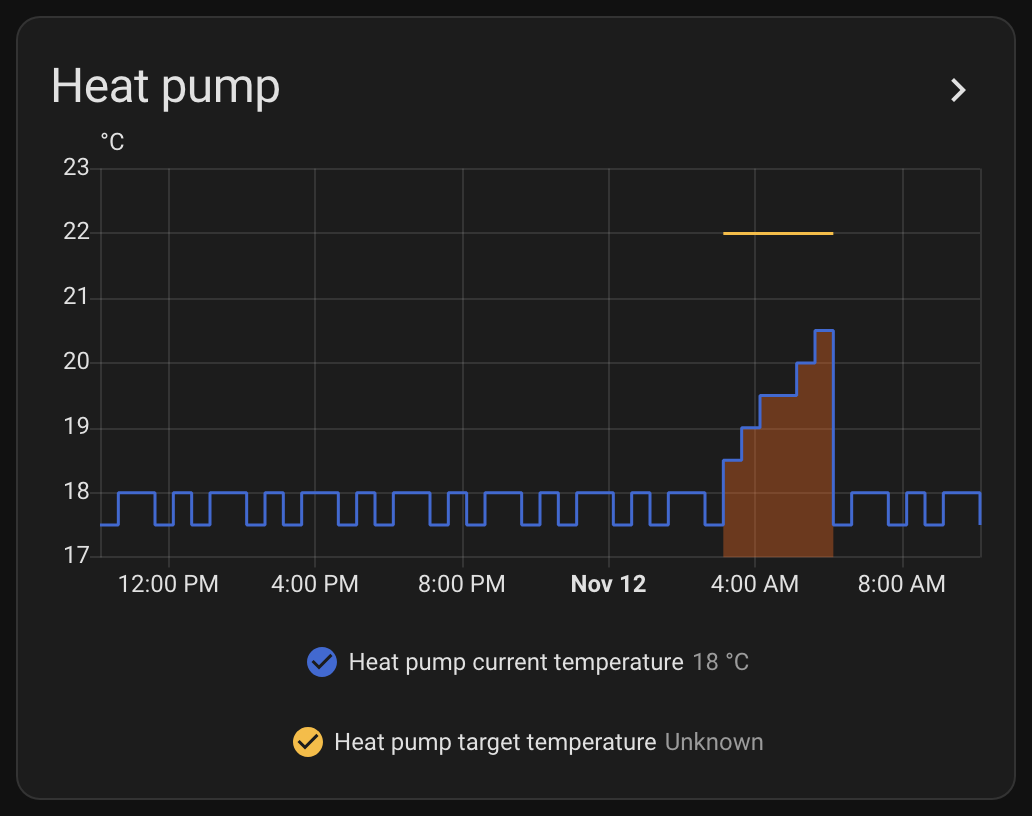 Heat pump
°C
23
22
21
20
19
18
17
12:00 PM 4:00 PM 8:00 PM Nov 12 4:00 AM 8:00 AM
Heat pump current temperature 18 °C
Heat pump target temperature Unknown